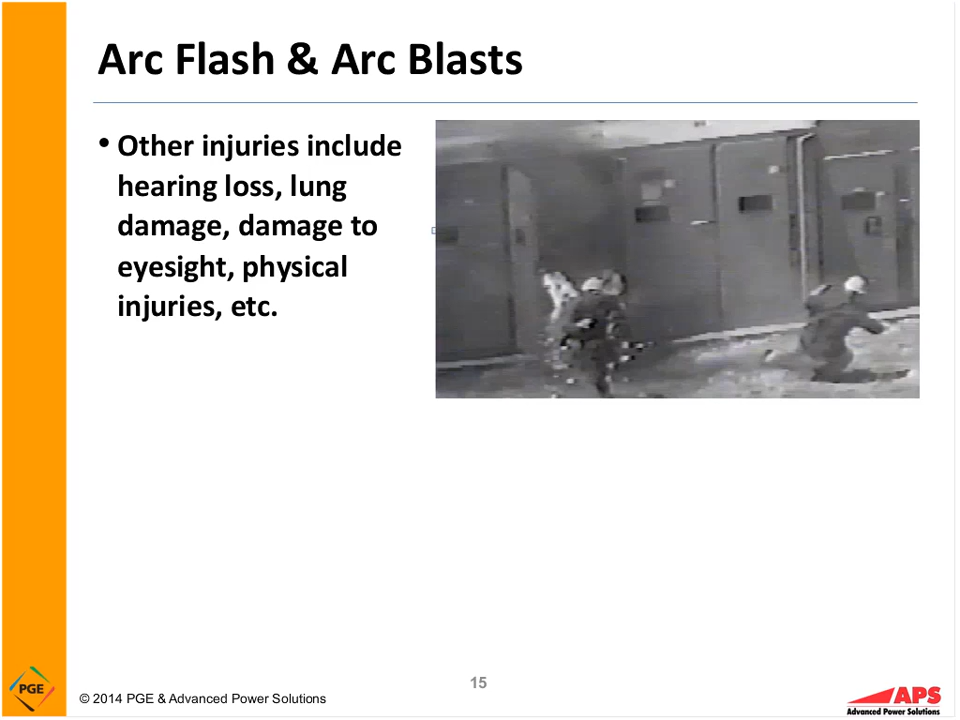 Arc Flash & Arc Blasts
• Other injuries include
hearing loss, lung
damage, damage to
eyesight, physical
injuries, etc.
15
PGE
© 2014 PGE & Advanced Power Solutions
APS
Advanced Power Solutions